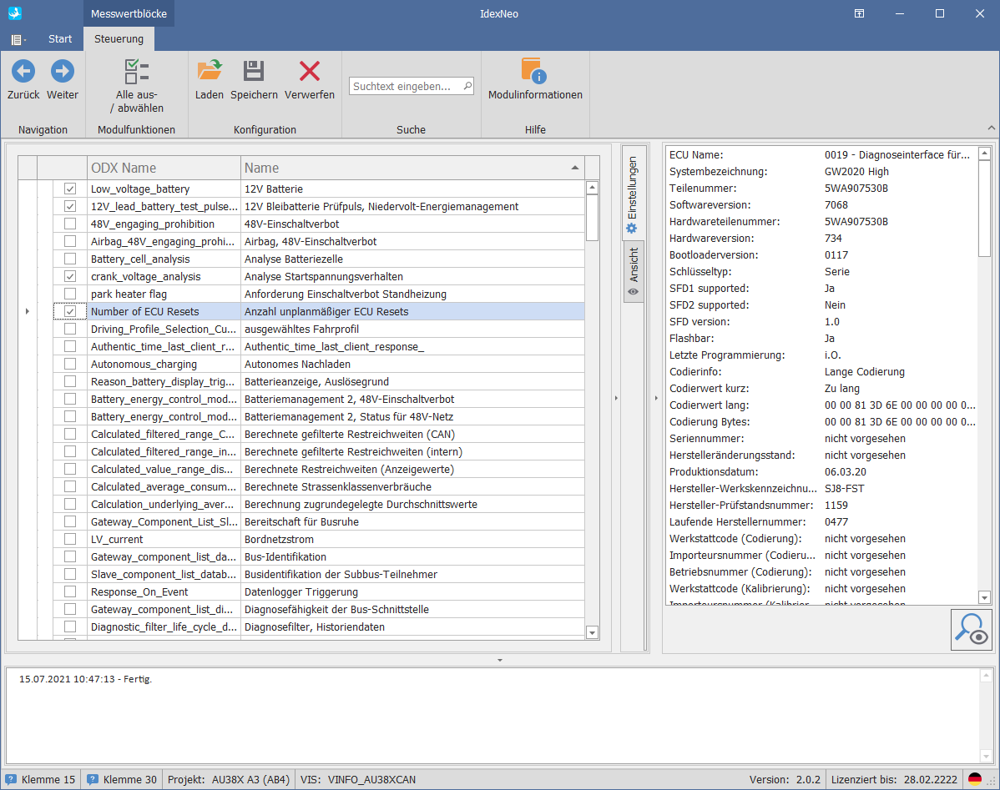 Messwertblöcke
IdexNeo
Start
Steuerung
Zurück
Weiter
Alle aus-
/ abwählen
Laden
Speichern
Verwerfen
Suchtext eingeben...
Modulinformationen
Navigation
Modulfunktionen
Konfiguration
Suche
Hilfe
ODX Name Name
Low_voltage_battery 12V Batterie
12V_lead_battery_test_pulse... 12V Bleibatterie Prüfpuls, Niedervolt-Energiemanagement
48V_engaging_prohibition 48V-Einschaltverbot
Airbag_48V_engaging_prohi... Airbag, 48V-Einschaltverbot
Battery_cell_analysis Analyse Batteriezelle
crank_voltage_analysis Analyse Startspannungsverhalten
park heater flag Anforderung Einschaltverbot Standheizung
Number of ECU Resets Anzahl unplanmäßiger ECU Resets
Driving_Profile_Selection_Cu... ausgewähltes Fahrprofil
Authentic_time_last_client_r... Authentic_time_last_client_response_
Autonomous_charging Autonomes Nachladen
Reason_battery_display_trig... Batterieanzeige, Auslösegrund
Battery_energy_control_mod... Batteriemanagement 2, 48V-Einschaltverbot
Battery_energy_control_mod... Batteriemanagement 2, Status für 48V-Netz
Calculated_filtered_range_C... Berechnete gefilterte Restreichweiten (CAN)
Calculated_filtered_range_in... Berechnete gefilterte Restreichweiten (intern)
Calculated_value_range_dis... Berechnete Restreichweiten (Anzeigewerte)
Calculated_average_consum... Berechnete Strassenklassenverbräuche
Calculation_underlying_aver... Berechnung zugrundegelegte Durchschnittswerte
Gateway_Component_List_Sl... Bereitschaft für Busruhe
LV_current Bordnetzstrom
Gateway_component_list_da... Bus-Identifikation
Slave_component_list_datab... Busidentifikation der Subbus-Teilnehmer
Response_On_Event Datenlogger Triggerung
Gateway_component_list_di... Diagnosefähigkeit der Bus-Schnittstelle
Diagnostic_filter_life_cycle_d... Diagnosefilter, Historiendaten
Einstellungen
Ansicht
ECU Name: 0019 - Diagnoseinterface für...
Systembezeichnung: GW2020 High
Teilenummer: 5WA907530B
Softwareversion: 7068
Hardwareteilenummer: 5WA907530B
Hardwareversion: 734
Bootloaderversion: 0117
Schlüsseltyp: Serie
SFD1 supported: Ja
SFD2 supported: Nein
SFD version: 1.0
Flashbar: Ja
Letzte Programmierung: i.O.
Codierinfo: Lange Codierung
Codierwert kurz: Zu lang
Codierwert lang: 00 00 81 3D 6E 00 00 00 00 0...
Codierung Bytes: 00 00 81 3D 6E 00 00 00 00 0...
Seriennummer: nicht vorgesehen
Herstelleränderungsstand: nicht vorgesehen
Produktionsdatum: 06.03.20
Hersteller-Werkskennzeichnu... SJ8-FST
Hersteller-Prüfstandsnummer: 1159
Laufende Herstellernummer: 0477
Werkstattcode (Codierung): nicht vorgesehen
Importeursnummer (Codieru... nicht vorgesehen
Betriebsnummer (Codierung): nicht vorgesehen
Werkstattcode (Kalibrierung): nicht vorgesehen
Importeursnummer (Kalibrier... nicht vorgesehen
15.07.2021 10:47:13 - Fertig.
Klemme 15
Klemme 30
Projekt: AU38X A3 (AB4)
VIS: VINFO_AU38XCAN
Version: 2.0.2
Lizenziert bis: 28.02.2222